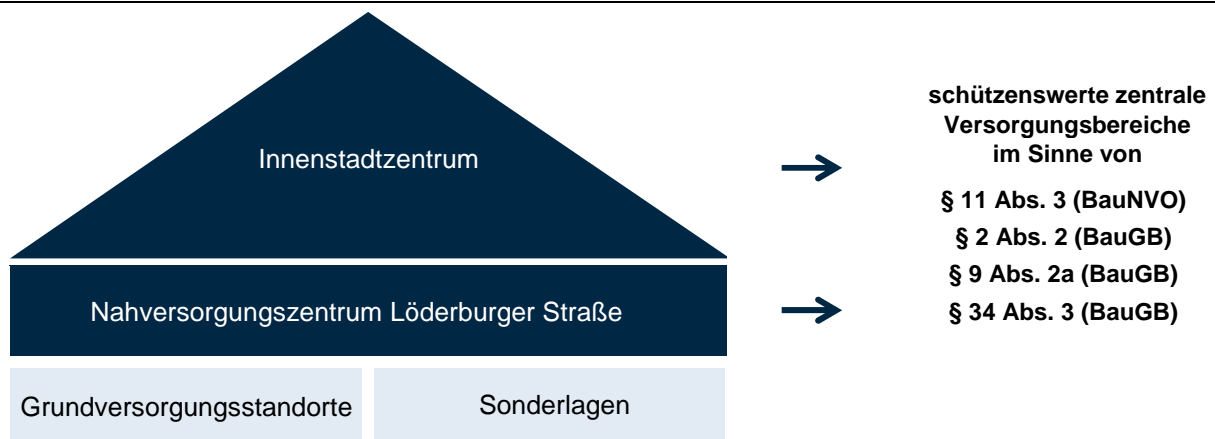 Innenstadtzentrum
Nahversorgungszentrum Löderburger Straße
Grundversorgungsstandorte
Sonderlagen
schützenswerte zentrale
Versorgungsbereiche
im Sinne von
§ 11 Abs. 3 (BauNVO)
§ 2 Abs. 2 (BauGB)
§ 9 Abs. 2a (BauGB)
§ 34 Abs. 3 (BauGB)